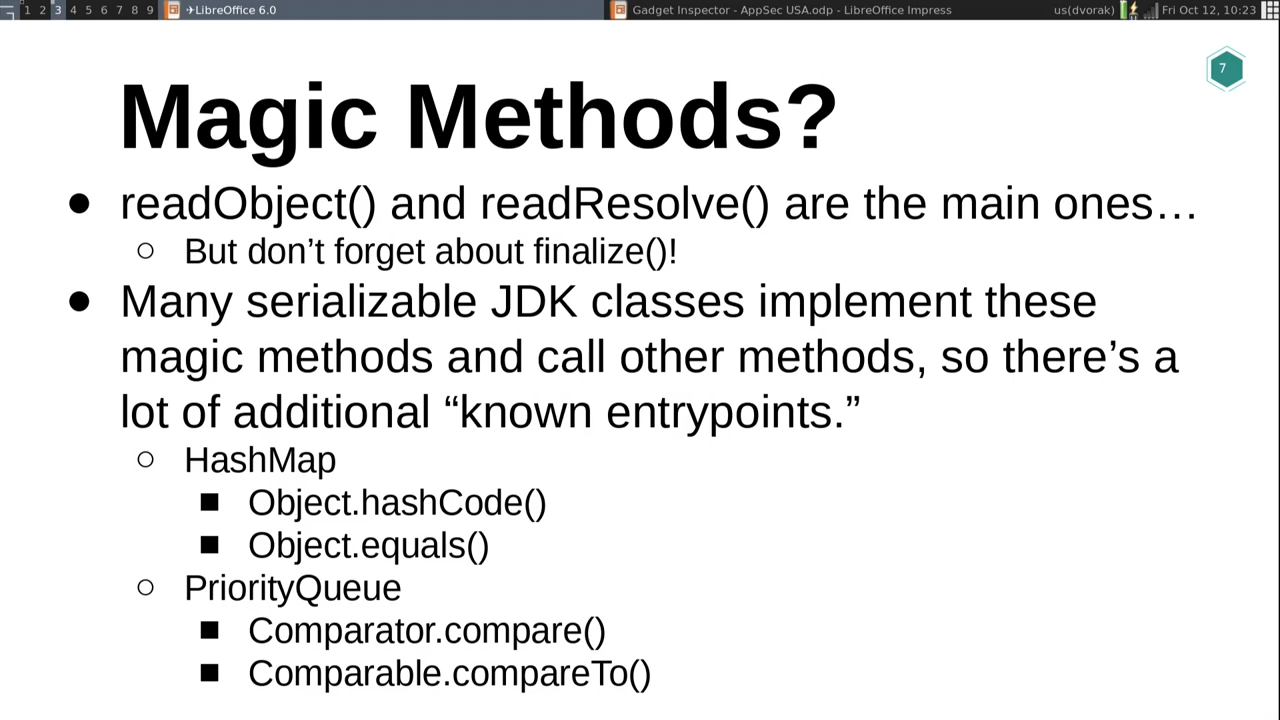 1 2 3 4 5 6 7 8 9 ✈LibreOffice 6.0 Gadget Inspector - AppSec USA.odp - LibreOffice Impress us(dvorak) Fri Oct 12, 10:23
7
Magic Methods?
● readObject() and readResolve() are the main ones…
○ But don’t forget about finalize()!
● Many serializable JDK classes implement these
magic methods and call other methods, so there’s a
lot of additional “known entrypoints.”
○ HashMap
■ Object.hashCode()
■ Object.equals()
○ PriorityQueue
■ Comparator.compare()
■ Comparable.compareTo()